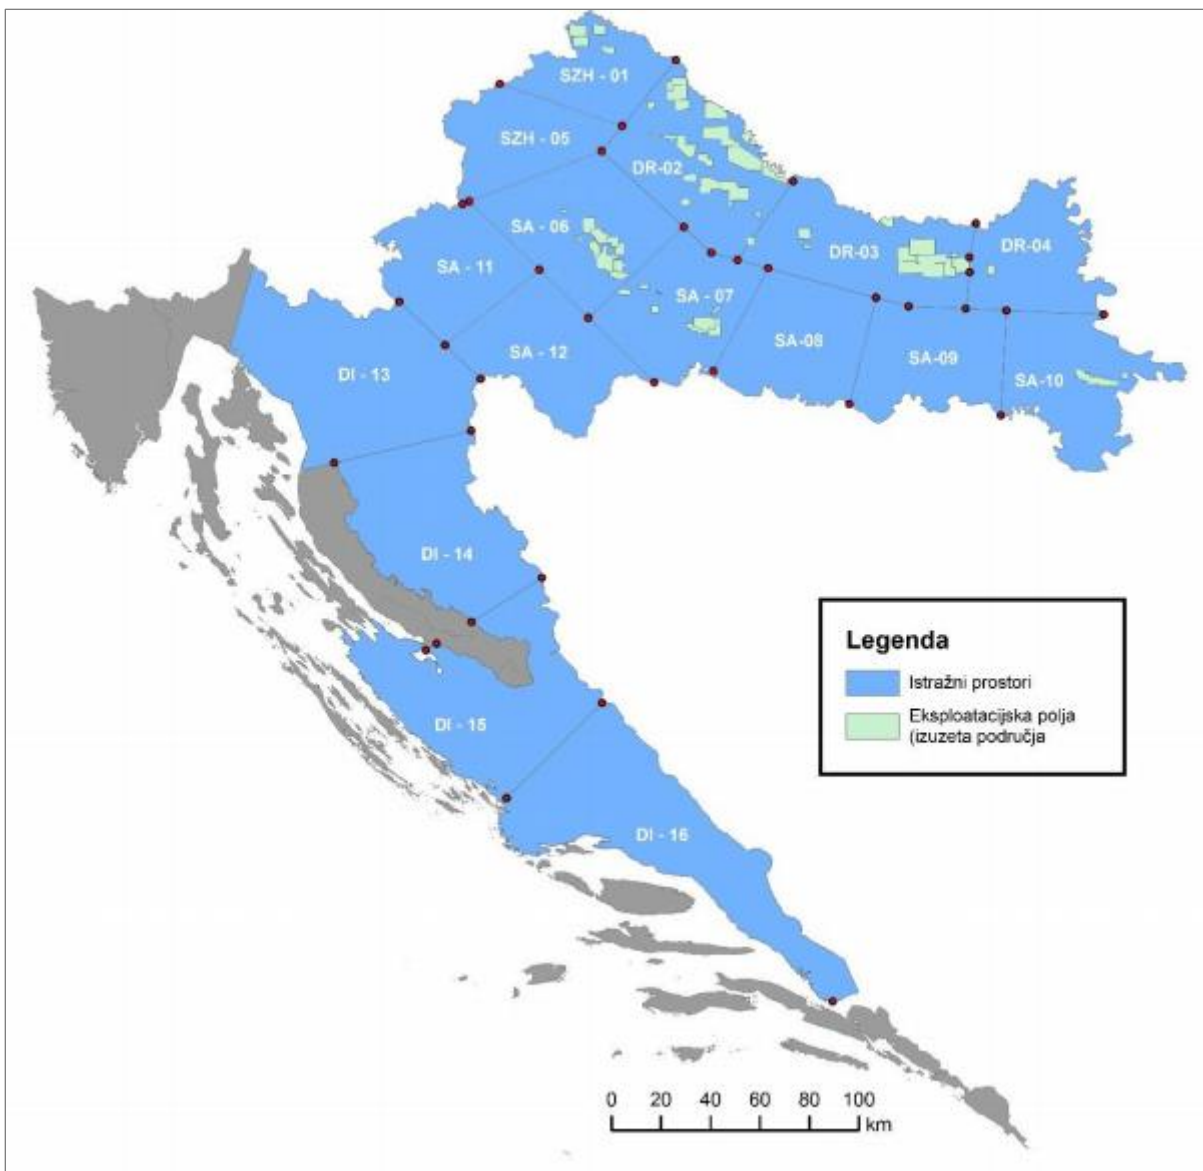 SZH - 01
SZH - 05
DR-02
SA - 06
DR-03
DR-04
SA - 11
SA - 07
SA-08
SA - 12
SA-09
SA-10
DI - 13
DI - 14
DI - 15
DI - 16
Legenda
Istražni prostori
Eksploatacijska polja
(izuzeta područja
0 20 40 60 80 100
km